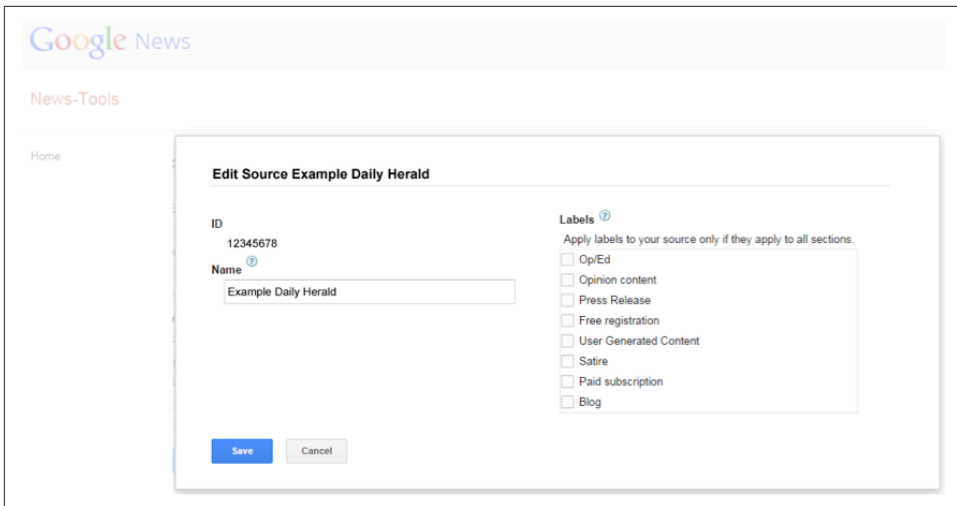 Google News
News-Tools
Home
Edit Source Example Daily Herald
ID
12345678
Name ?
Example Daily Herald
Labels ?
Apply labels to your source only if they apply to all sections.
Op/Ed
Opinion content
Press Release
Free registration
User Generated Content
Satire
Paid subscription
Blog
Save Cancel